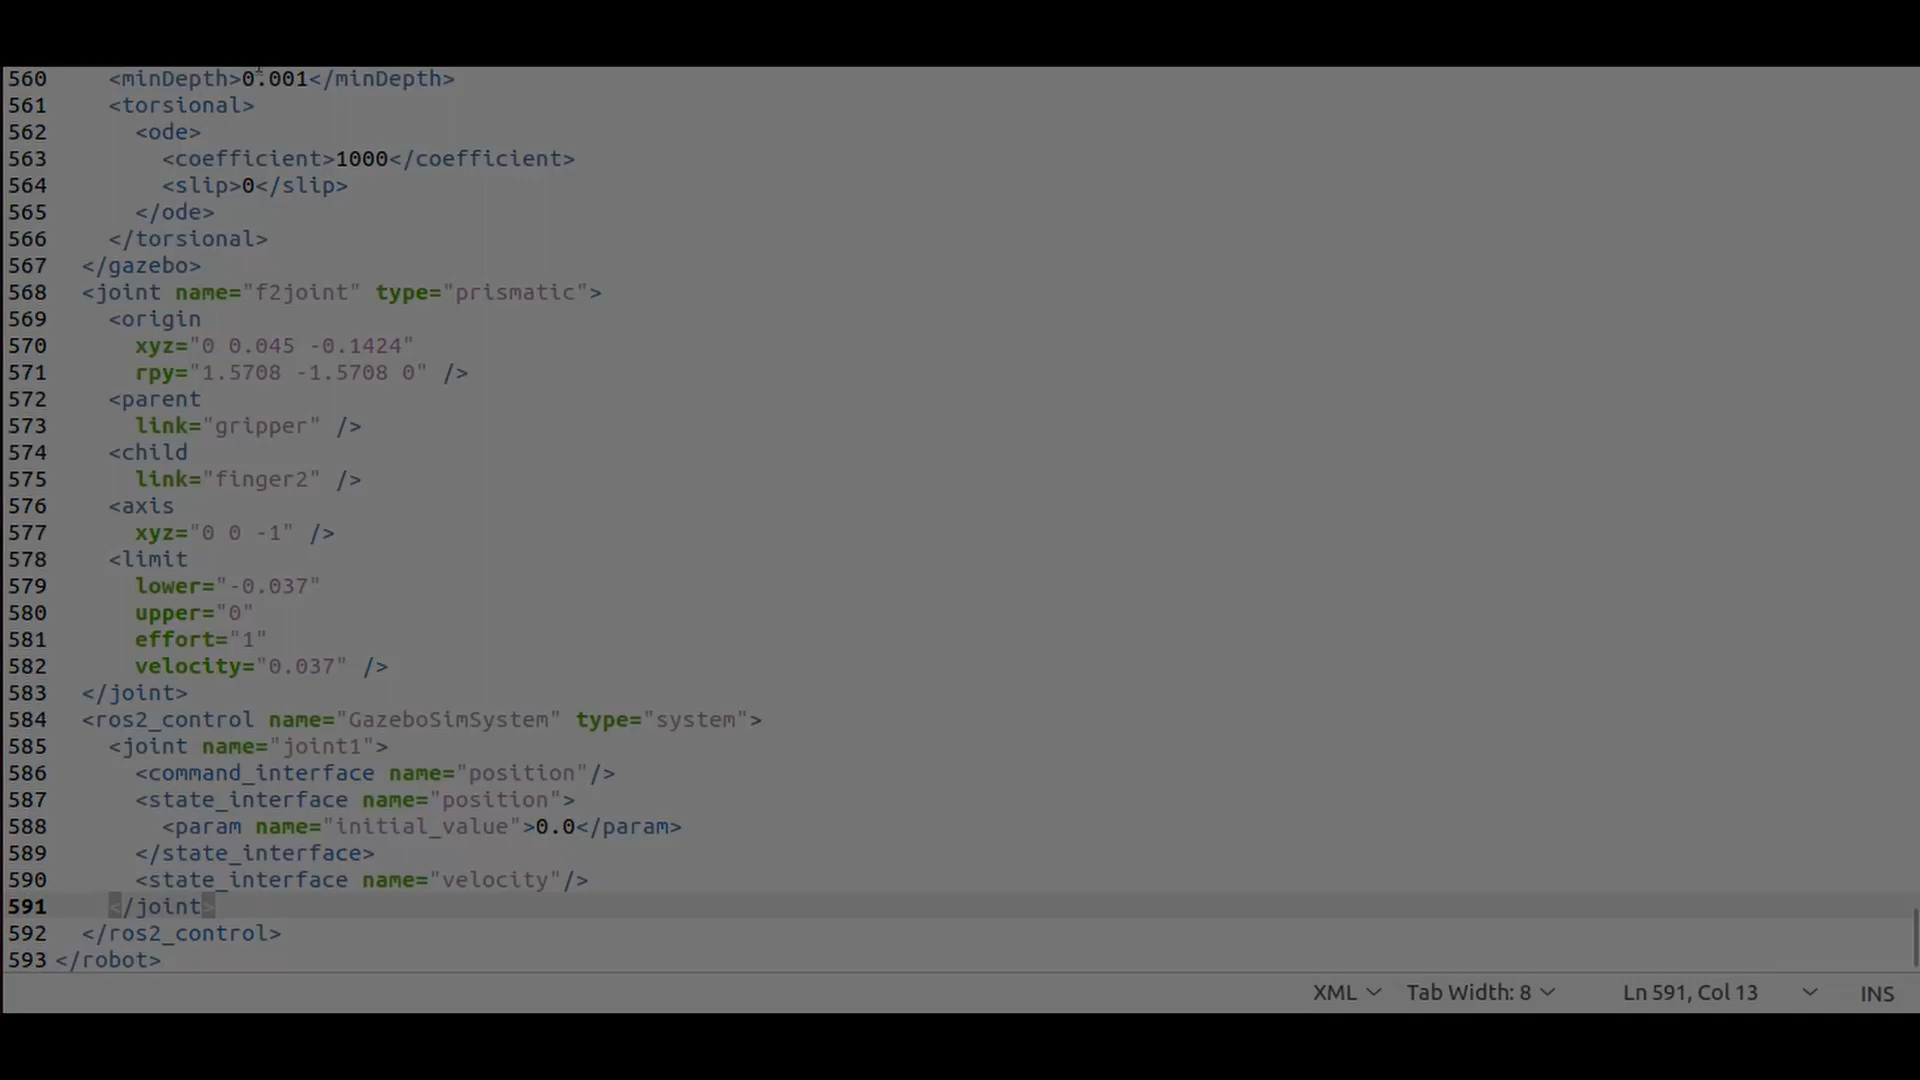 560     <minDepth>0.001</minDepth>
561     <torsional>
562       <ode>
563         <coefficient>1000</coefficient>
564         <slip>0</slip>
565       </ode>
566     </torsional>
567   </gazebo>
568   <joint name="f2joint" type="prismatic">
569     <origin
570       xyz="0 0.045 -0.1424"
571       rpy="1.5708 -1.5708 0" />
572     <parent
573       link="gripper" />
574     <child
575       link="finger2" />
576     <axis
577       xyz="0 0 -1" />
578     <limit
579       lower="-0.037"
580       upper="0"
581       effort="1"
582       velocity="0.037" />
583   </joint>
584   <ros2_control name="GazeboSimSystem" type="system">
585     <joint name="joint1">
586       <command_interface name="position"/>
587       <state_interface name="position">
588         <param name="initial_value">0.0</param>
589       </state_interface>
590       <state_interface name="velocity"/>
591     </joint>
592   </ros2_control>
593 </robot>
XML Tab Width: 8 Ln 591, Col 13 INS